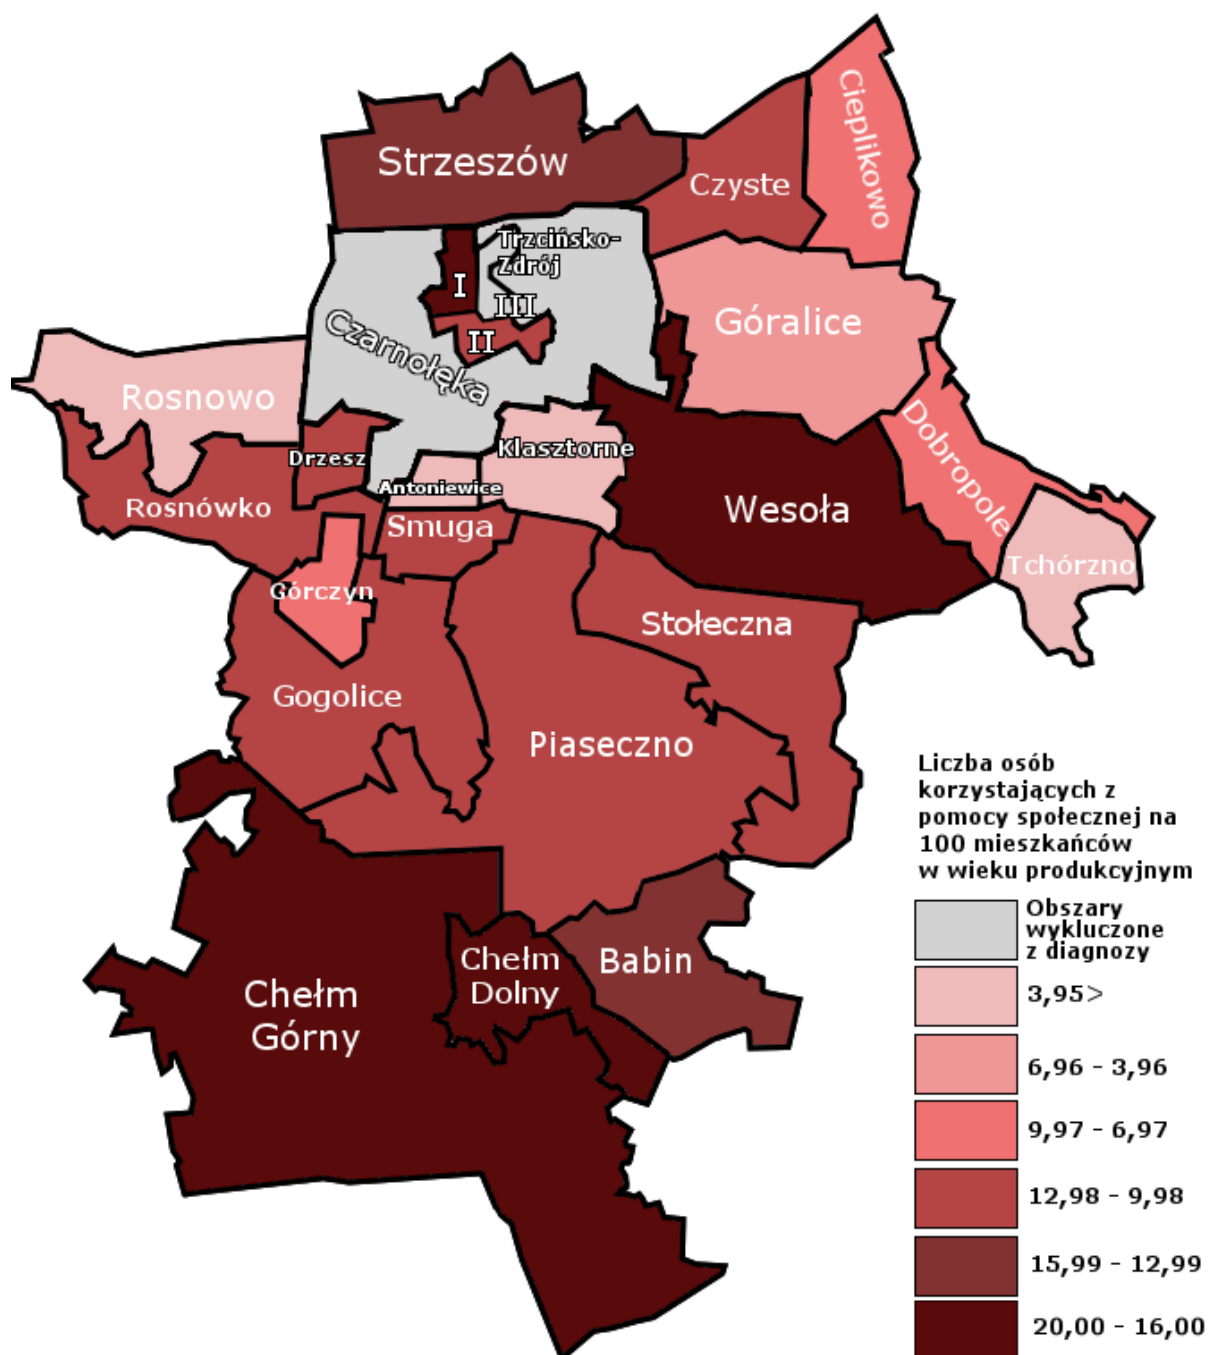 Cieplikowo
Strzeszów
Czyste
Trzcińsko-
Zdrój
I
III
II
Góralice
Czarnołęka
Rosnowo
Dobropole
Klasztorne
Drzesz
Antoniewice
Rosnówko
Wesoła
Smuga
Tchórzno
Górczyn
Stołeczna
Gogolice
Piaseczno
Babin
Chełm
Dolny
Chełm
Górny
Liczba osób
korzystających z
pomocy społecznej na
100 mieszkańców
w wieku produkcyjnym
Obszary
wykluczone
z diagnozy
3,95>
6,96 - 3,96
9,97 - 6,97
12,98 - 9,98
15,99 - 12,99
20,00 - 16,00